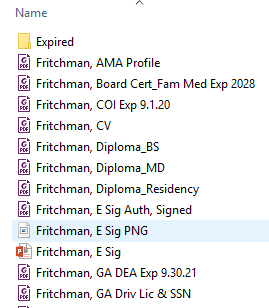 Name
Expired
Fritchman, AMA Profile
Fritchman, Board Cert_Fam Med Exp 2028
Fritchman, COI Exp 9.1.20
Fritchman, CV
Fritchman, Diploma_BS
Fritchman, Diploma_MD
Fritchman, Diploma_Residency
Fritchman, E Sig Auth, Signed
Fritchman, E Sig PNG
Fritchman, E Sig
Fritchman, GA DEA Exp 9.30.21
Fritchman, GA Driv Lic & SSN